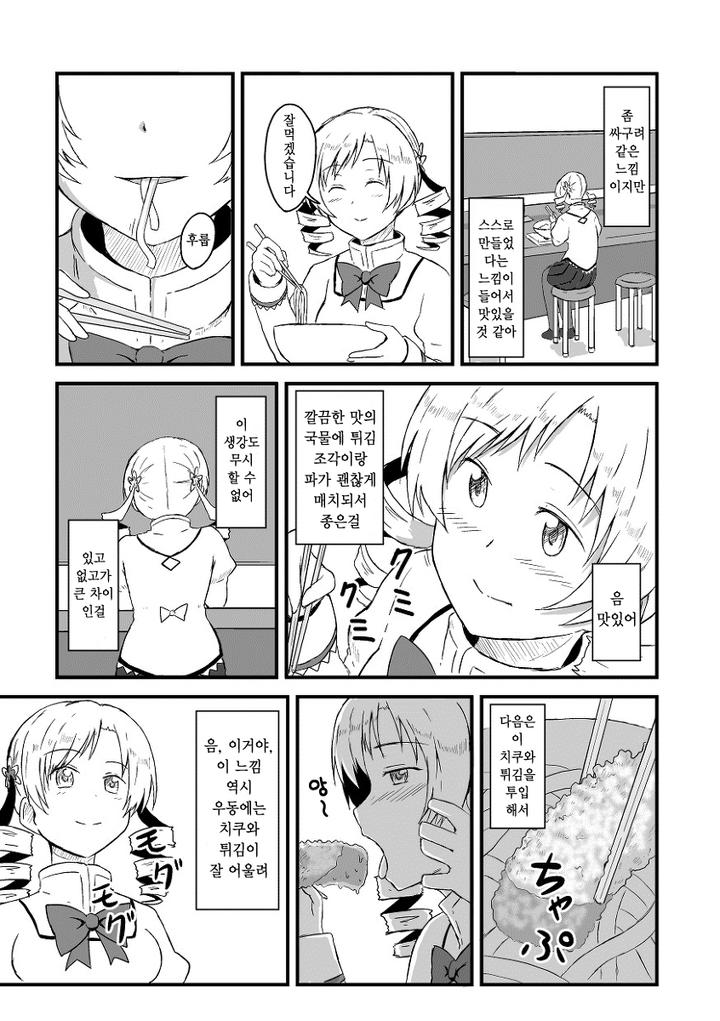 좀
싸구려
같은
느낌
이지만
스스로
만들었
다는
느낌이
들어서
맛있을
것 같아
잘
먹
겠
습
니
다
후릅
깔끔한 맛의
국물에 튀김
조각이랑
파가 괜찮게
매치되서
좋은걸
グミグミ
음
맛있어
이
생강도
무시
할 수
없어
있고
없고가
큰 차이
인걸
다음은
이
치쿠와
튀김을
투입
해서
ちゃぷ
앙~
음, 이거야,
이 느낌
역시
우동에는
치쿠와
튀김이
잘 어울려
モグ
モグ